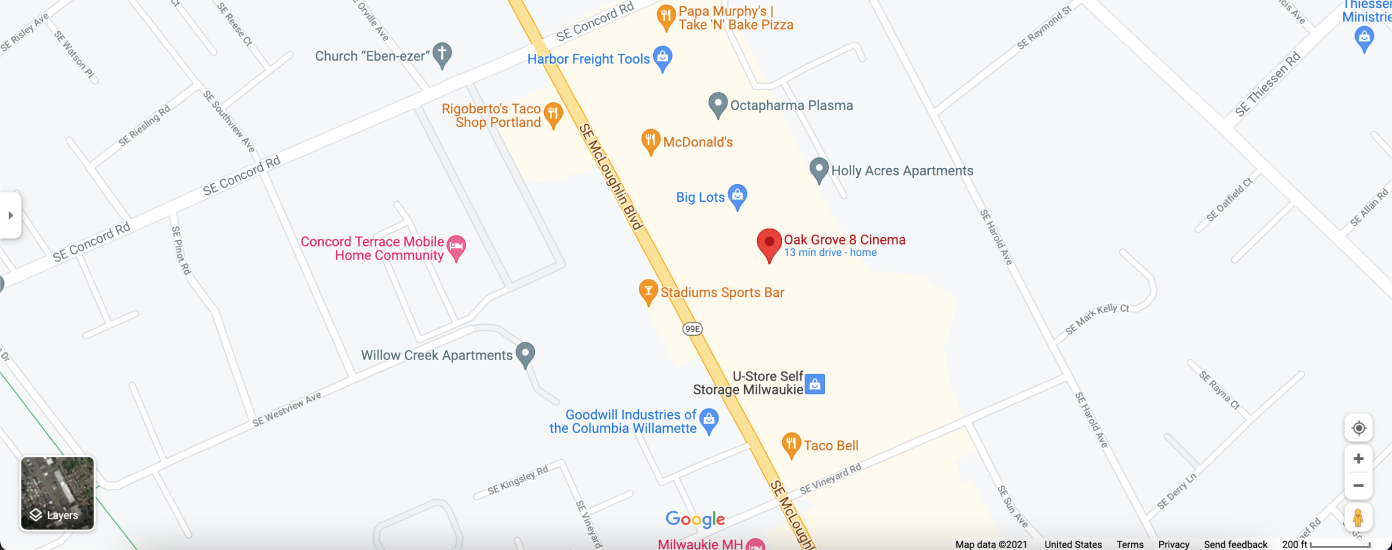 Papa Murphy's |
Take 'N' Bake Pizza
Thiessen
Ministrie
SE Concord Rd
SE Risley Ave
SE Watson Pl
SE Reese Ct
Orville Ave
Church “Eben-ezer”
Harbor Freight Tools
SE Raymond St
SE Thiessen Rd
Rigoberto's Taco
Shop Portland
Octapharma Plasma
SE Riesling Rd
SE Southview Ave
McDonald's
SE McLoughlin Blvd
SE Concord Rd
Holly Acres Apartments
Big Lots
SE Oatfield Ct
SE Allan Rd
SE Concord Rd
SE Pinot Rd
Concord Terrace Mobile
Home Community
Oak Grove 8 Cinema
13 min drive - home
SE Harold Ave
Stadiums Sports Bar
99E
SE Mark Kelly Ct
Willow Creek Apartments
U-Store Self
Storage Milwaukie
SE Rayna Ct
SE Westview Ave
Goodwill Industries of
the Columbia Willamette
SE Harold Ave
Taco Bell
SE Kingsley Rd
SE Vineyard Rd
SE Derry Ln
SE Sun Ave
SE Vineyard
SE McLoughl
Layers
Google
Milwaukie MH
Map data ©2021 United States Terms Privacy Send feedback 200 ft